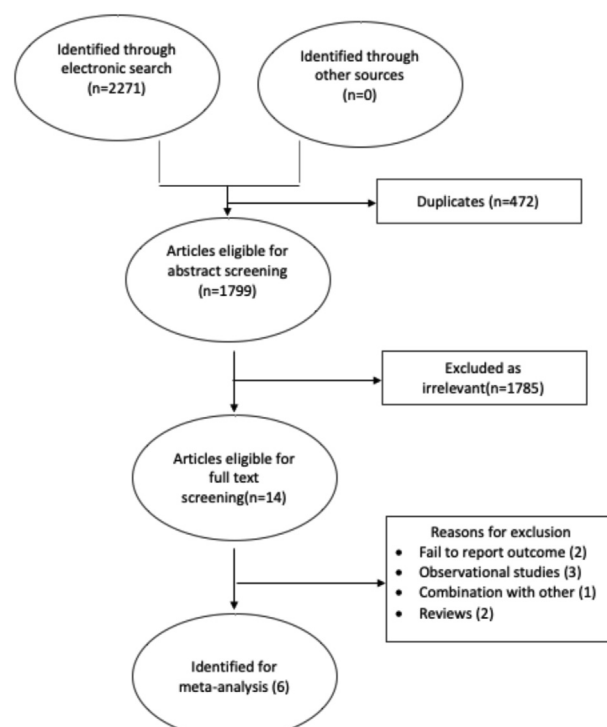 Identified through
electronic search
(n=2271)
Identified through
other sources
(n=0)
Duplicates (n=472)
Articles eligible for
abstract screening
(n=1799)
Excluded as
irrelevant(n=1785)
Articles eligible for
full text
screening(n=14)
Reasons for exclusion
• Fail to report outcome (2)
• Observational studies (3)
• Combination with other (1)
• Reviews (2)
Identified for
meta-analysis (6)